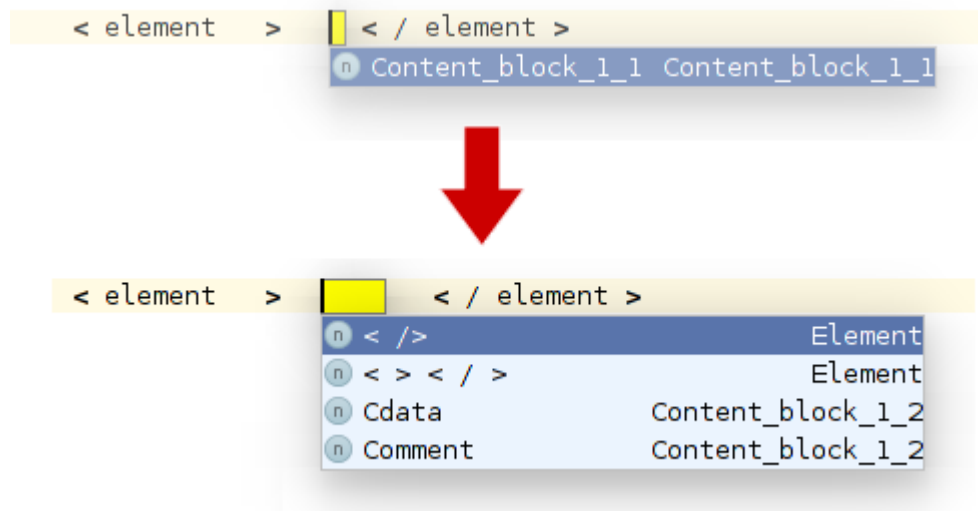 < element > < / element >
n Content_block_1_1 Content_block_1_1
< element > < / element >
n < /> Element
n < > < / > Element
n Cdata Content_block_1_2
n Comment Content_block_1_2